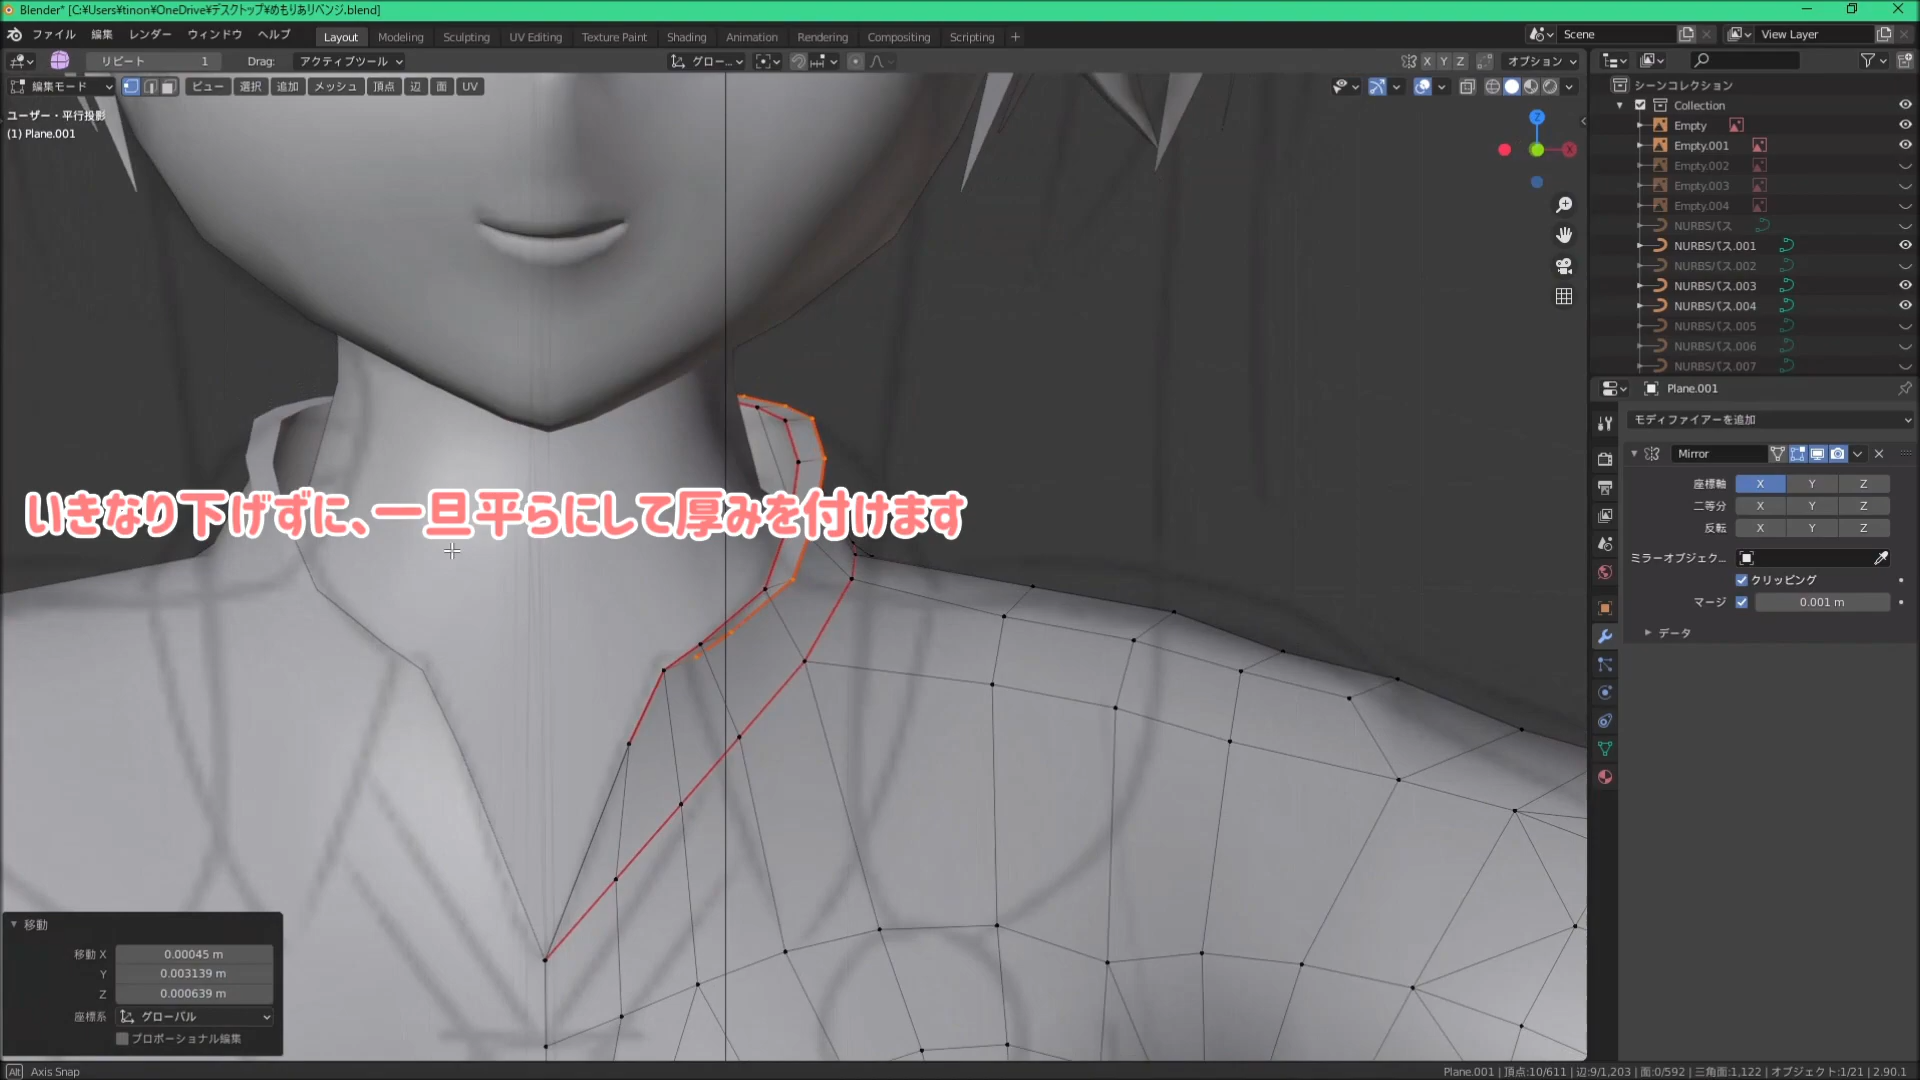 Blender* [C:¥Users¥tinon¥OneDrive¥デスクトップ¥めもりありベンジ.blend]
ファイル 編集 レンダー ウィンドウ ヘルプ Layout Modeling Sculpting UV Editing Texture Paint Shading Animation Rendering Compositing Scripting + Scene View Layer
リピート 1 Drag: アクティブツール グロー... X Y Z オプション
編集モード ビュー 選択 追加 メッシュ 頂点 辺 面 UV
ユーザー・平行投影
(1) Plane.001
Z
X
いきなり下げずに、一旦平らにして厚みを付けます
移動
移動 X 0.00045 m
Y 0.003139 m
Z 0.000639 m
座標系 グローバル
プロポーショナル編集
シーンコレクション
Collection
Empty
Empty.001
Empty.002
Empty.003
Empty.004
NURBSパス
NURBSパス.001
NURBSパス.002
NURBSパス.003
NURBSパス.004
NURBSパス.005
NURBSパス.006
NURBSパス.007
Plane.001
モディファイアーを追加
Mirror
座標軸 X Y Z
二等分 X Y Z
反転 X Y Z
ミラーオブジェク...
クリッピング
マージ 0.001 m
データ
Alt Axis Snap
Plane.001 | 頂点:10/611 | 辺:9/1,203 | 面:0/592 | 三角面:1,122 | オブジェクト:1/21 | 2.90.1